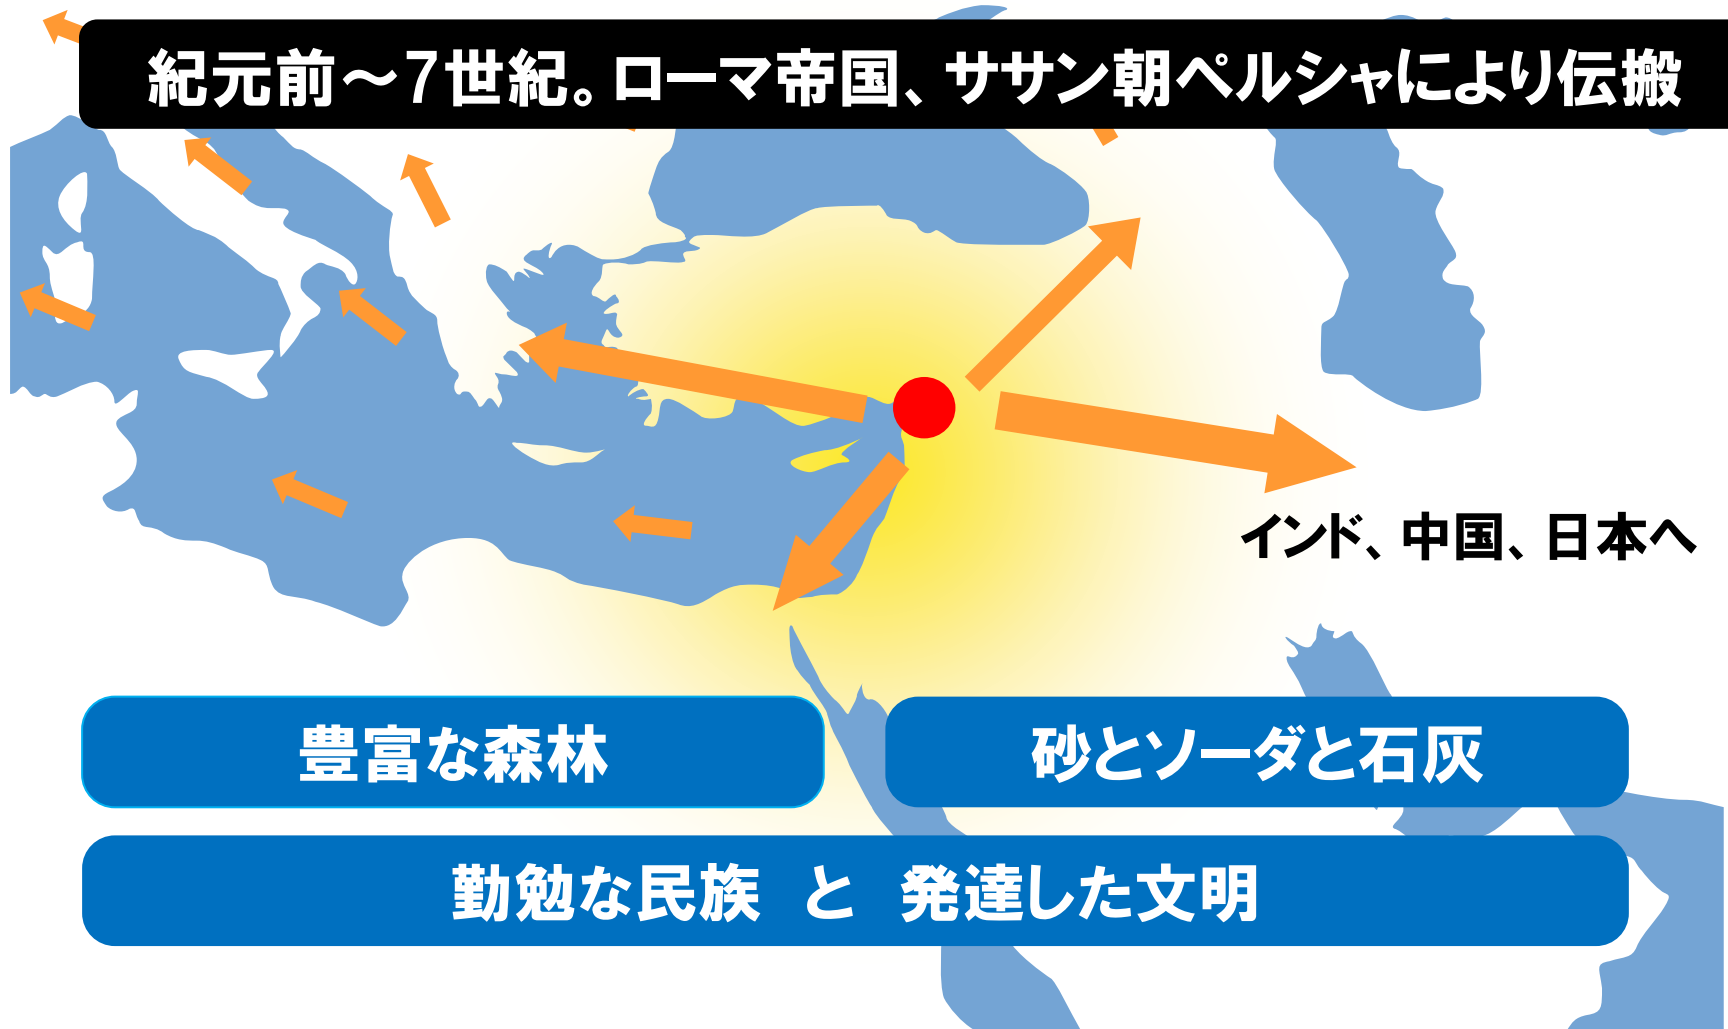 紀元前～7世紀。ローマ帝国、ササン朝ペルシャにより伝搬
インド、中国、日本へ
豊富な森林
砂とソーダと石灰
勤勉な民族　と　発達した文明